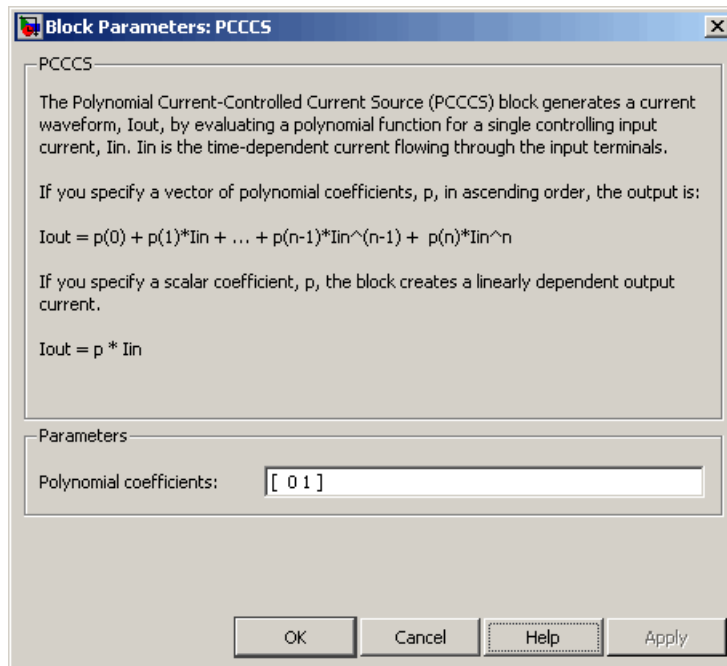 Block Parameters: PCCCS
PCCCS
The Polynomial Current-Controlled Current Source (PCCCS) block generates a current
waveform, Iout, by evaluating a polynomial function for a single controlling input
current, Iin. Iin is the time-dependent current flowing through the input terminals.
If you specify a vector of polynomial coefficients, p, in ascending order, the output is:
Iout = p(0) + p(1)*Iin + ... + p(n-1)*Iin^(n-1) +  p(n)*Iin^n
If you specify a scalar coefficient, p, the block creates a linearly dependent output
current.
Iout = p * Iin
Parameters
Polynomial coefficients: [  0 1 ]
OK Cancel Help Apply